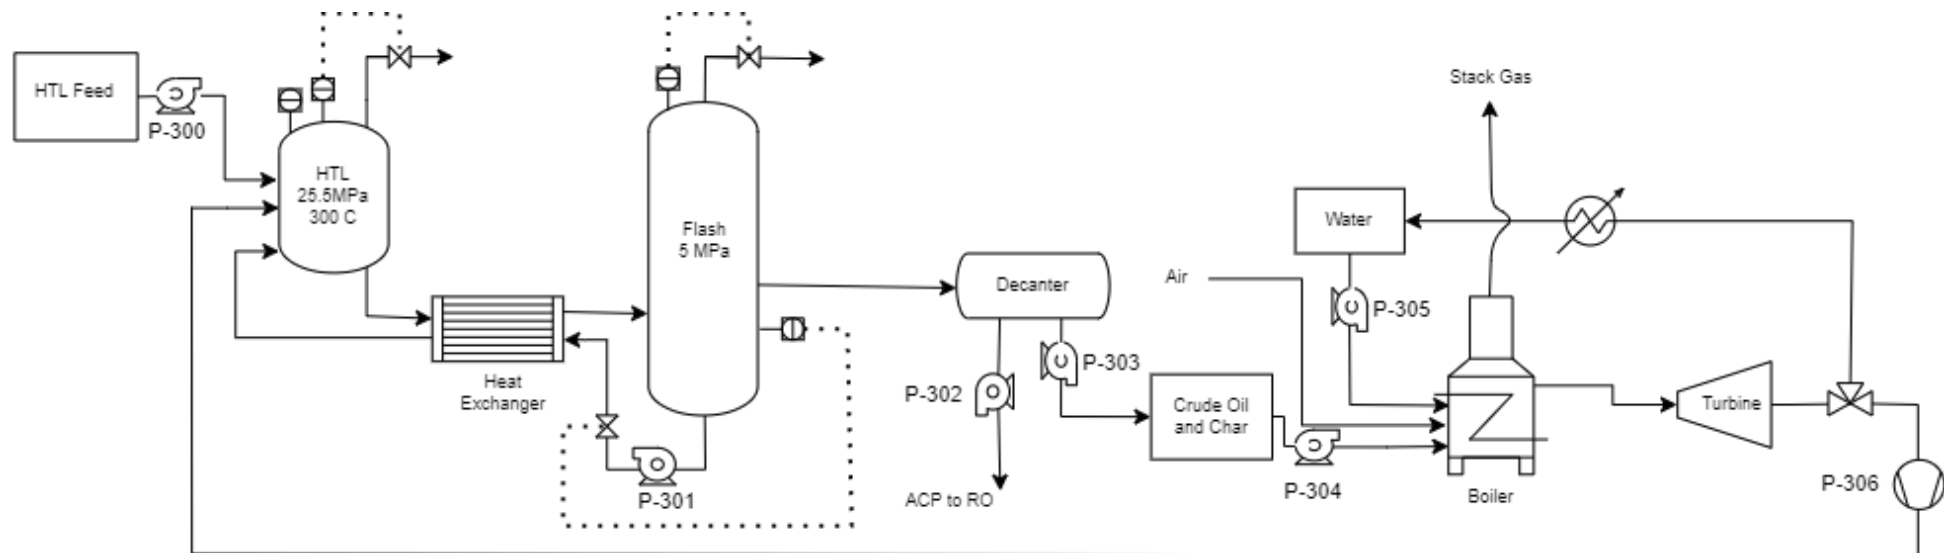 HTL Feed
P-300
HTL
25.5MPa
300 C
Heat
Exchanger
Flash
5 MPa
P-301
Decanter
P-302
P-303
ACP to RO
Crude Oil
and Char
P-304
Air
Water
P-305
Stack Gas
Boiler
Turbine
P-306